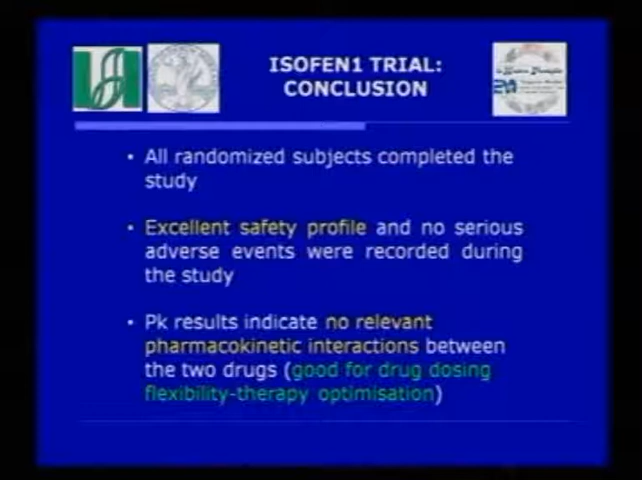 ISOFEN1 TRIAL:
CONCLUSION
• All randomized subjects completed the
study
• Excellent safety profile and no serious
adverse events were recorded during
the study
• Pk results indicate no relevant
pharmacokinetic interactions between
the two drugs (good for drug dosing
flexibility-therapy optimisation)